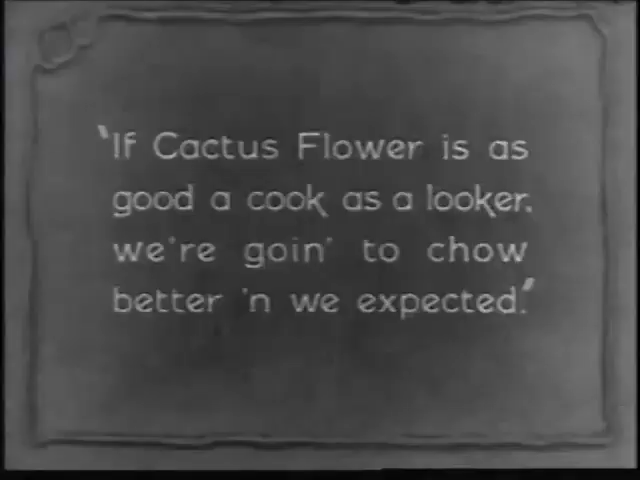 "If Cactus Flower is as
good a cook as a looker,
we're goin' to chow
better 'n we expected."